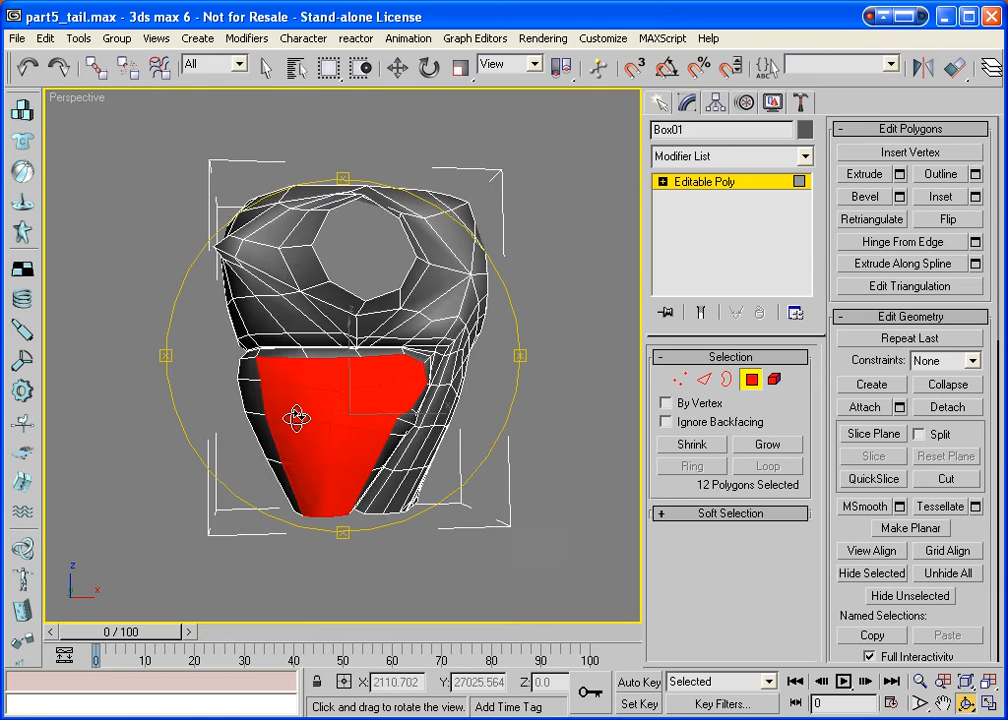 part5_tail.max - 3ds max 6 - Not for Resale - Stand-alone License
File Edit Tools Group Views Create Modifiers Character reactor Animation Graph Editors Rendering Customize MAXScript Help
All View
Perspective
Box01
Modifier List
Editable Poly
Selection
By Vertex
Ignore Backfacing
Shrink Grow
Ring Loop
12 Polygons Selected
Soft Selection
Edit Polygons
Insert Vertex
Extrude Outline
Bevel Inset
Retriangulate Flip
Hinge From Edge
Extrude Along Spline
Edit Triangulation
Edit Geometry
Repeat Last
Constraints: None
Create Collapse
Attach Detach
Slice Plane Split
Slice Reset Plane
QuickSlice Cut
MSmooth Tessellate
Make Planar
View Align Grid Align
Hide Selected Unhide All
Hide Unselected
Named Selections:
Copy Paste
Full Interactivity
z
x
0 / 100
0 10 20 30 40 50 60 70 80 90 100
X: 2110.702 Y: 27025.564 Z: 0.0
Auto Key Selected
Click and drag to rotate the view. Add Time Tag
Set Key Key Filters... 0